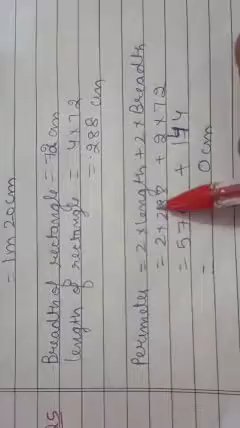 = 1m 20cm
25
Breadth of rectangle = 72 cm
length of rectangle = 4 x 72
= 288 cm
Perimeter = 2 x length + 2 x Breadth
= 2 x 288 + 2 x 72
= 57 + 144
= 0 cm